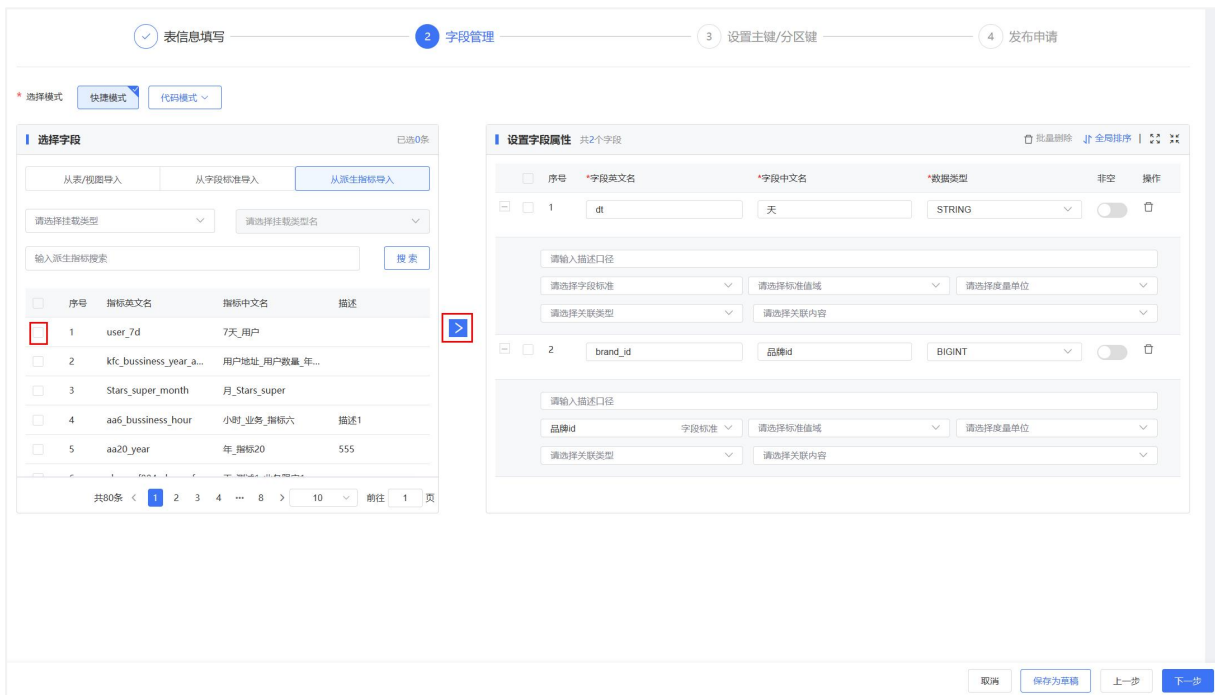 表信息填写
2 字段管理
3 设置主键/分区键
4 发布申请
* 选择模式 快捷模式 代码模式
选择字段 已选0条
从表/视图导入 从字段标准导入 从派生指标导入
请选择挂载类型 请选择挂载类型名
输入派生指标搜索 搜索
序号 指标英文名 指标中文名 描述
1 user_7d 7天_用户
2 kfc_bussiness_year_a... 用户地址_用户数量_年...
3 Stars_super_month 月_Stars_super
4 aa6_bussiness_hour 小时_业务_指标六 描述1
5 aa20_year 年_指标20 555
共80条 < 1 2 3 4 ... 8 > 10 前往 1 页
>
设置字段属性 共2个字段 批量删除 全局排序
序号 *字段英文名 *字段中文名 *数据类型 非空 操作
1 dt 天 STRING
请输入描述口径
请选择字段标准 请选择标准值域 请选择度量单位
请选择关联类型 请选择关联内容
2 brand_id 品牌id BIGINT
请输入描述口径
品牌id 字段标准 请选择标准值域 请选择度量单位
请选择关联类型 请选择关联内容
取消 保存为草稿 上一步 下一步